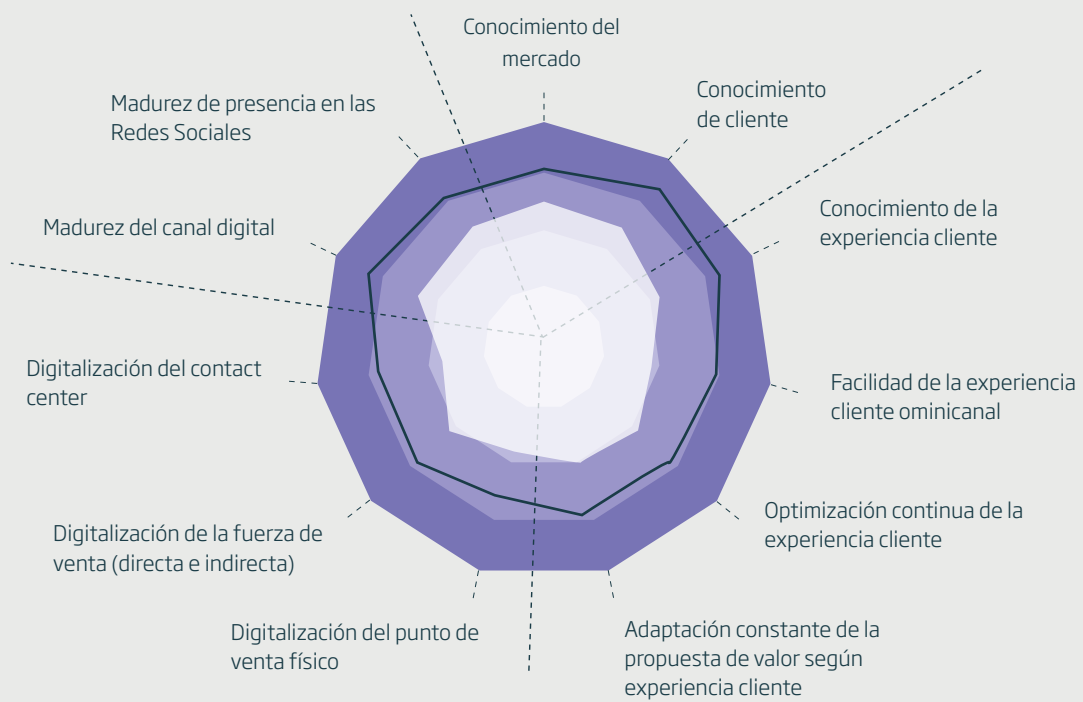 Conocimiento del
mercado
Conocimiento
de cliente
Conocimiento de la
experiencia cliente
Facilidad de la experiencia
cliente ominicanal
Optimización continua de la
experiencia cliente
Adaptación constante de la
propuesta de valor según
experiencia cliente
Digitalización del punto de
venta físico
Digitalización de la fuerza de
venta (directa e indirecta)
Digitalización del contact
center
Madurez del canal digital
Madurez de presencia en las
Redes Sociales